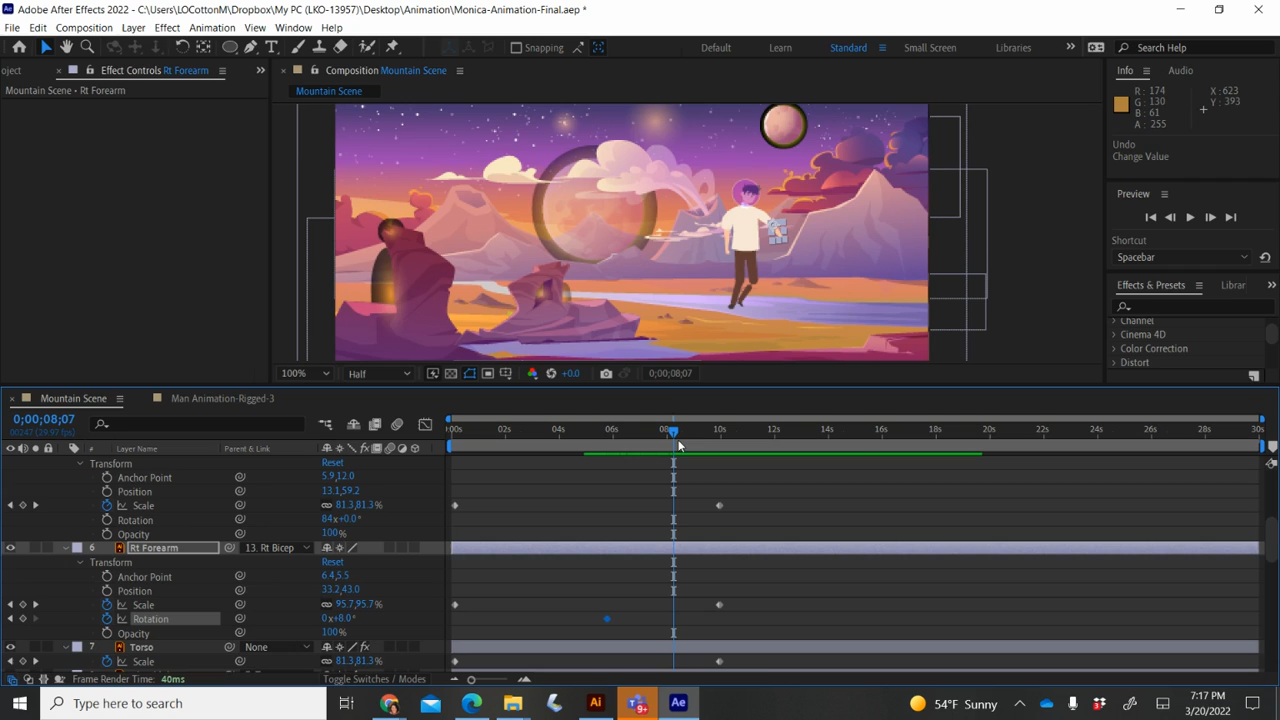 Adobe After Effects 2022 - C:\Users\LOCottonM\Dropbox\My PC (LKO-13957)\Desktop\Animation\Monica-Animation-Final.aep *
File Edit Composition Layer Effect Animation View Window Help
Snapping Default Learn Standard Small Screen Libraries Search Help
oject Effect Controls Rt Forearm Composition Mountain Scene Info Audio
Mountain Scene • Rt Forearm Mountain Scene
R: 174 X: 623
G: 130 Y: 393
B: 61
A: 255
Undo
Change Value
Preview
Shortcut
Spacebar
Effects & Presets Librar
Channel
Cinema 4D
Color Correction
Distort
100% Half +0.0 0;00;08;07
Mountain Scene Man Animation-Rigged-3
0;00;08;07
00247 (29.97 fps)
:00s 02s 04s 06s 08s 10s 12s 14s 16s 18s 20s 22s 24s 26s 28s 30s
# Layer Name Parent & Link
Transform Reset
Anchor Point 5.9,12.0
Position 13.1,59.2
Scale 81.3,81.3%
Rotation 84x+0.0°
Opacity 100%
6 Rt Forearm 13. Rt Bicep
Transform Reset
Anchor Point 6.4,5.5
Position 33.2,43.0
Scale 95.7,95.7%
Rotation 0x+8.0°
Opacity 100%
7 Torso None
Scale 81.3,81.3%
Frame Render Time: 40ms Toggle Switches / Modes
Type here to search 9+ 54°F Sunny 7:17 PM
3/20/2022